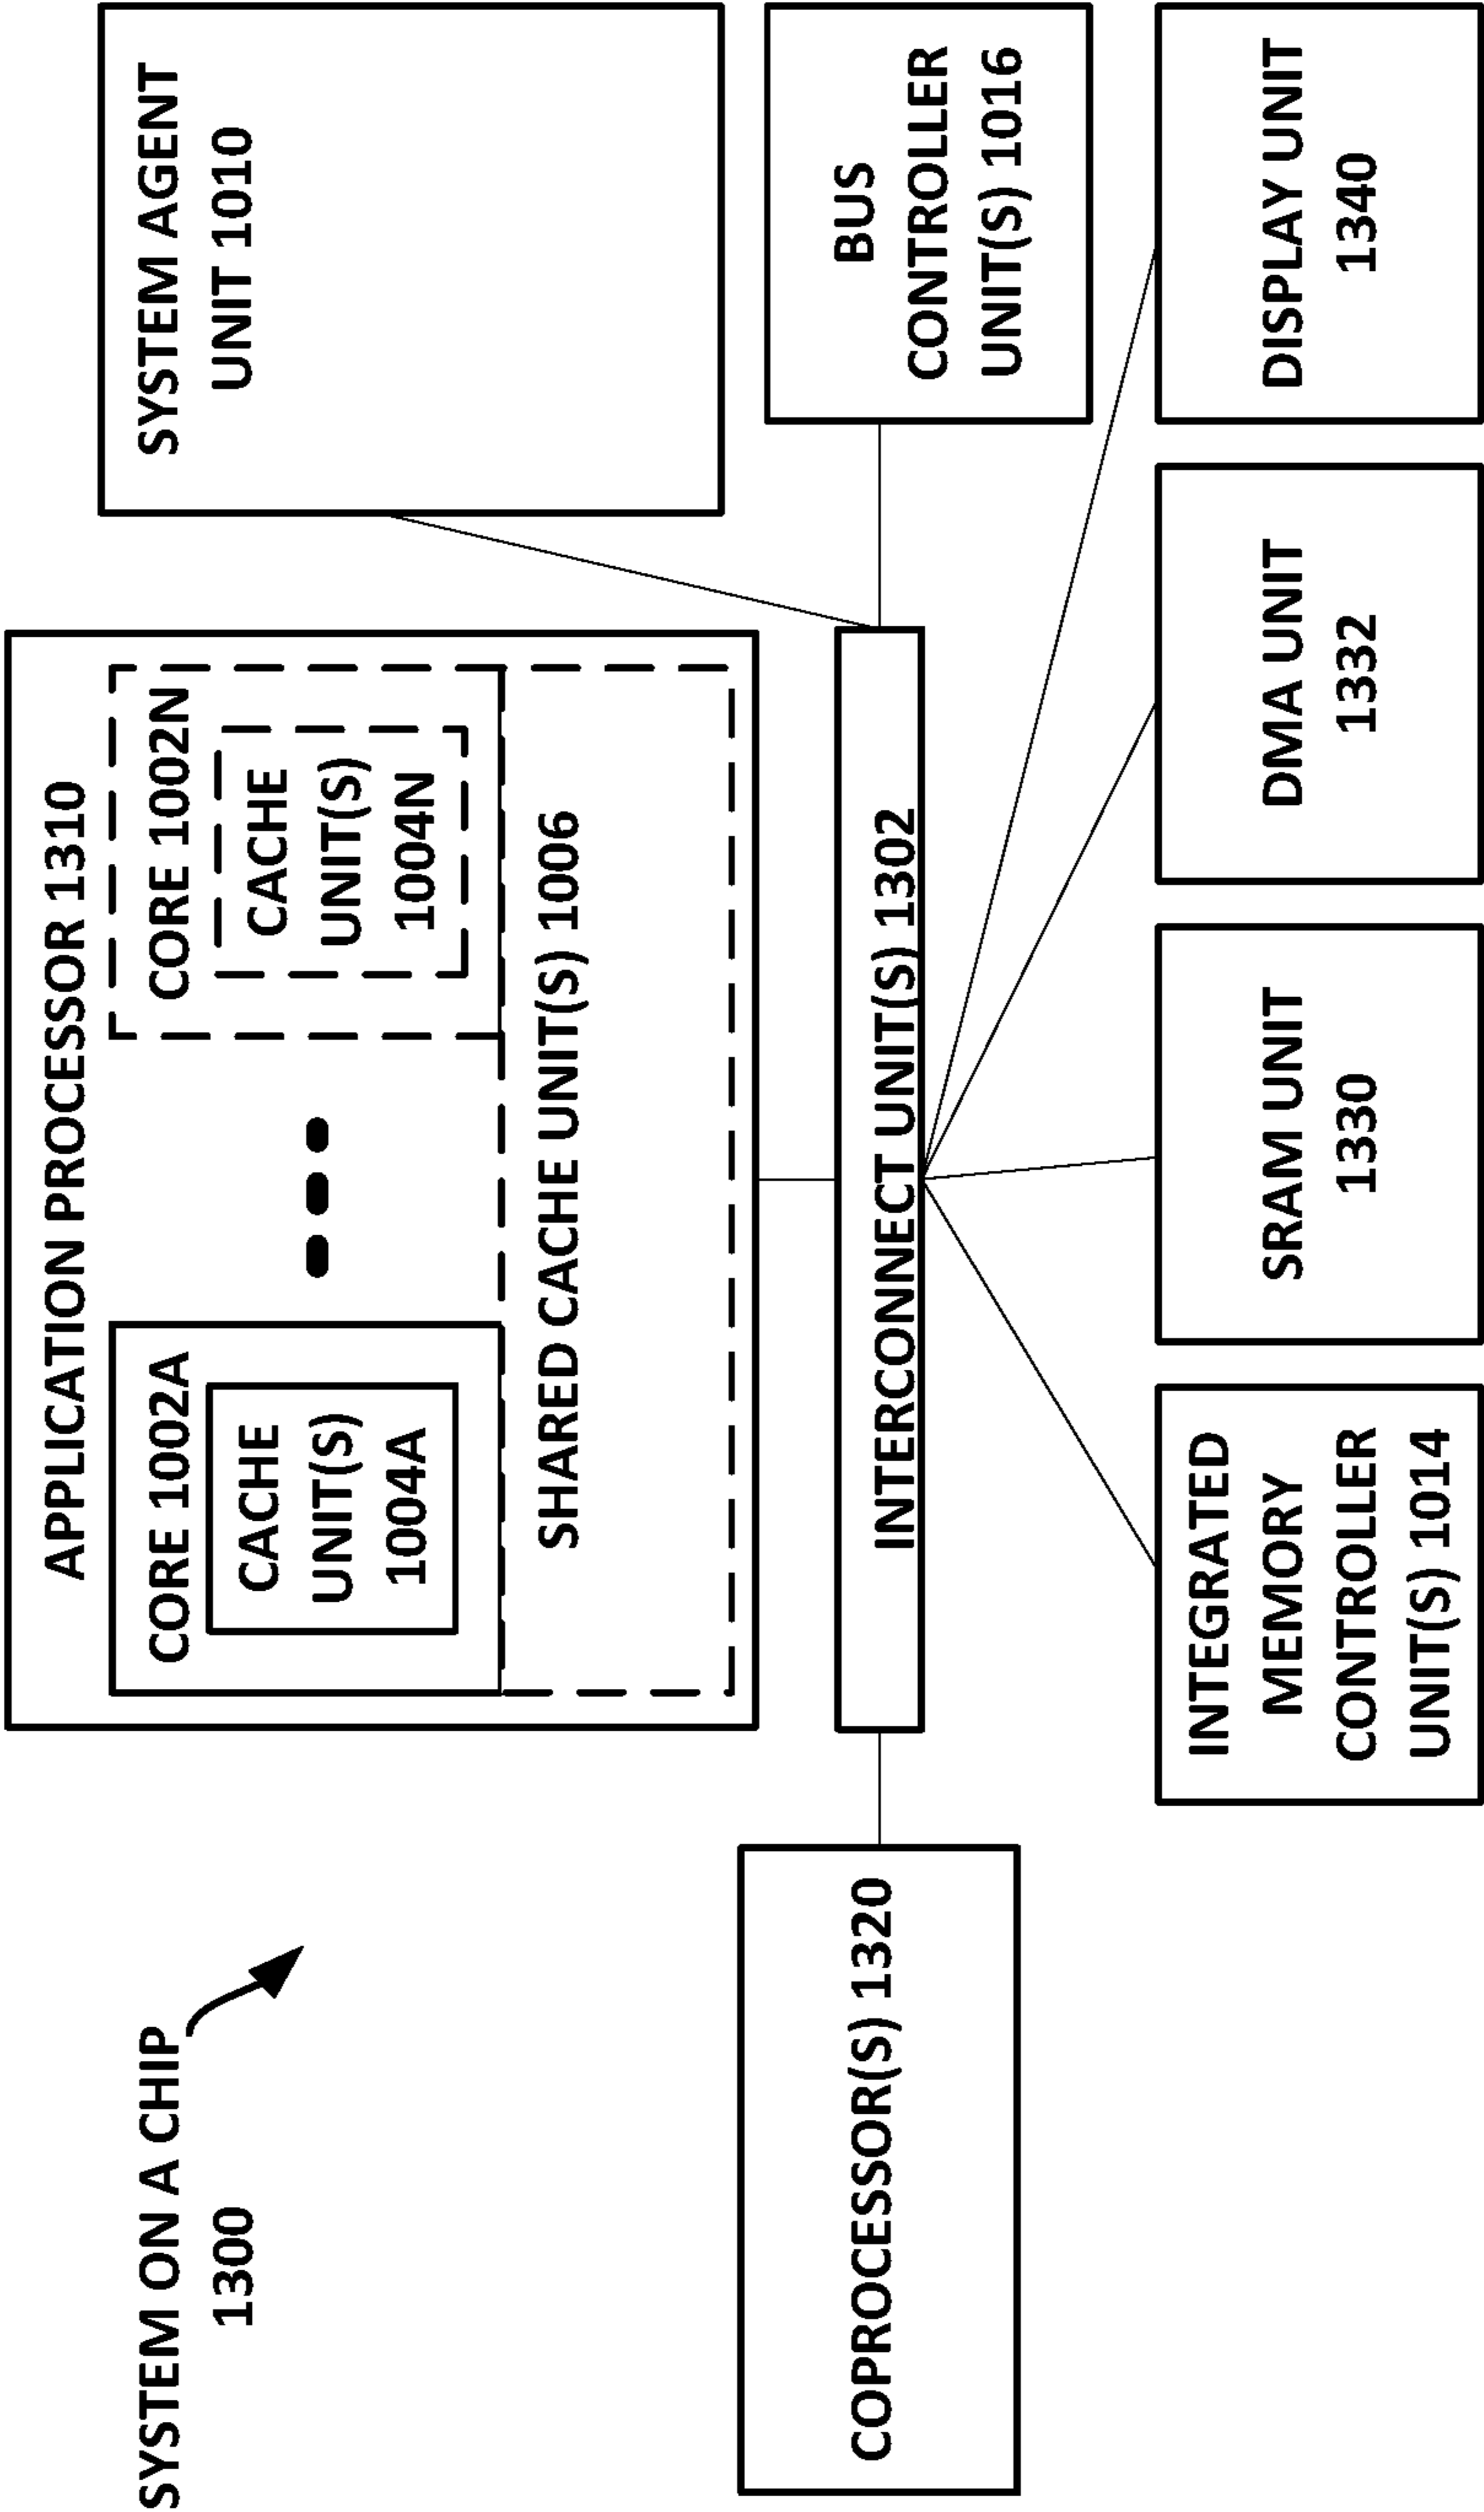 SYSTEM ON A CHIP
1300
APPLICATION PROCESSOR 1310
CORE 1002A
CACHE
UNIT(S)
1004A
CORE 1002N
CACHE
UNIT(S)
1004N
SHARED CACHE UNIT(S) 1006
SYSTEM AGENT
UNIT 1010
COPROCESSOR(S) 1320
INTERCONNECT UNIT(S) 1302
BUS
CONTROLLER
UNIT(S) 1016
INTEGRATED
MEMORY
CONTROLLER
UNIT(S) 1014
SRAM UNIT
1330
DMA UNIT
1332
DISPLAY UNIT
1340